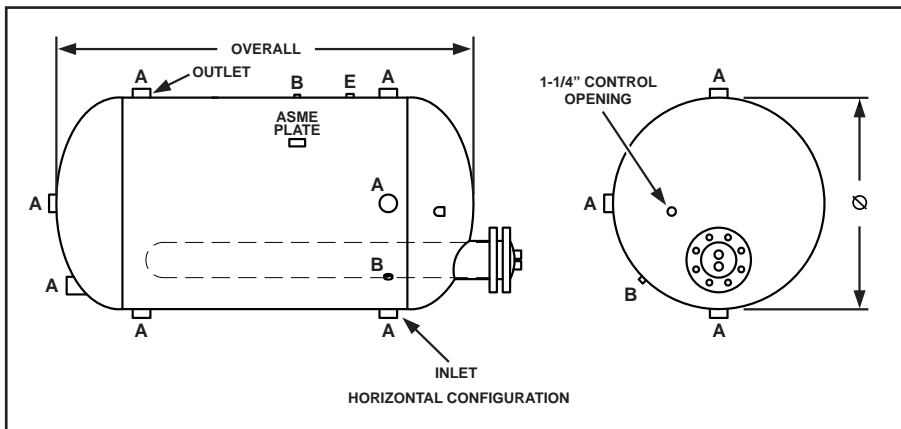 OVERALL
A
OUTLET
B
E
A
ASME
PLATE
A
A
B
A
A
A
INLET
HORIZONTAL CONFIGURATION
A
1-1/4” CONTROL
OPENING
A
Ø
B
A